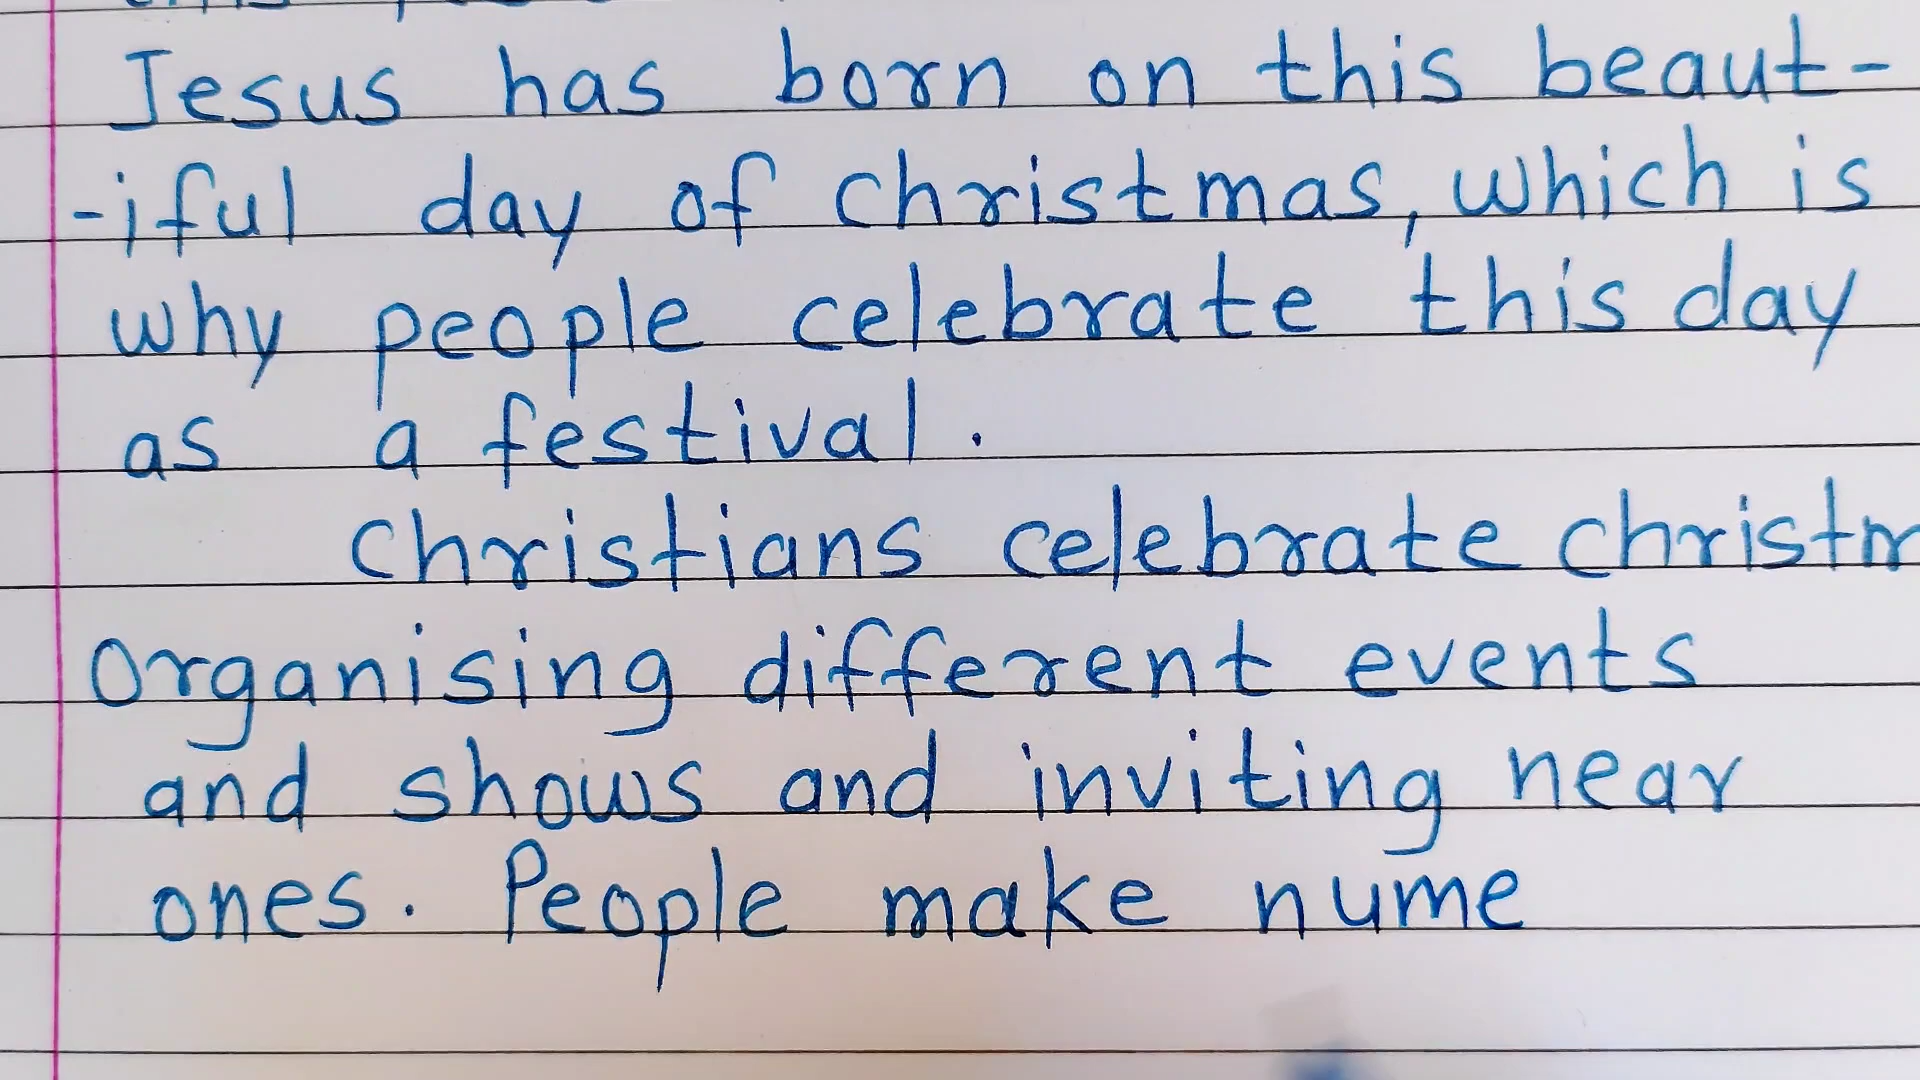 Jesus has born on this beaut-
-iful day of christmas, which is
why people celebrate this day
as a festival.
christians celebrate christm
organising different events
and shows and inviting near
ones. People make nume